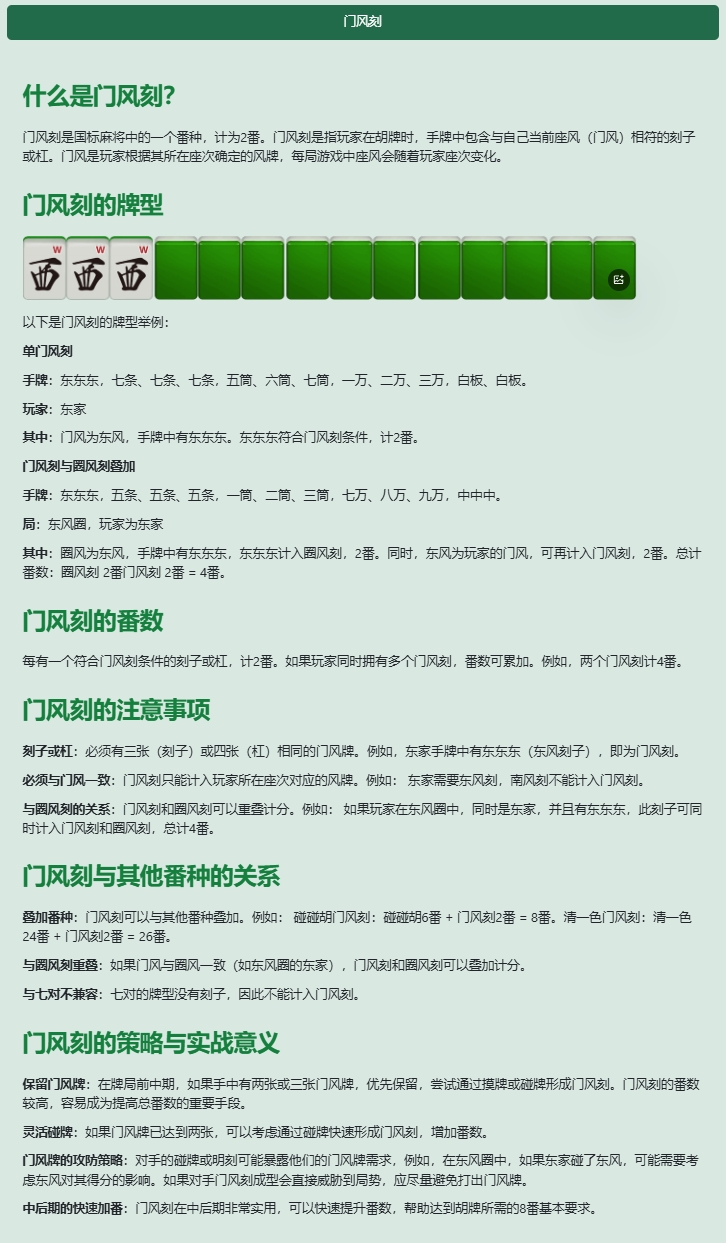 门风刻
什么是门风刻？
门风刻是国标麻将中的一个番种，计为2番。门风刻是指玩家在胡牌时，手牌中包含与自己当前座风（门风）相符的刻子
或杠。门风是玩家根据其所在座次确定的风牌，每局游戏中座风会随着玩家座次变化。
门风刻的牌型
W W W
西 西 西
以下是门风刻的牌型举例：
单门风刻
手牌：东东东，七条、七条、七条，五筒、六筒、七筒，一万、二万、三万，白板、白板。
玩家：东家
其中：门风为东风，手牌中有东东东。东东东符合门风刻条件，计2番。
门风刻与圈风刻叠加
手牌：东东东，五条、五条、五条，一筒、二筒、三筒，七万、八万、九万，中中中。
局：东风圈，玩家为东家
其中：圈风为东风，手牌中有东东东，东东东计入圈风刻，2番。同时，东风为玩家的门风，可再计入门风刻，2番。总计
番数：圈风刻 2番门风刻 2番 = 4番。
门风刻的番数
每有一个符合门风刻条件的刻子或杠，计2番。如果玩家同时拥有多个门风刻，番数可累加。例如，两个门风刻计4番。
门风刻的注意事项
刻子或杠：必须有三张（刻子）或四张（杠）相同的门风牌。例如，东家手牌中有东东东（东风刻子），即为门风刻。
必须与门风一致：门风刻只能计入玩家所在座次对应的风牌。例如： 东家需要东风刻，南风刻不能计入门风刻。
与圈风刻的关系：门风刻和圈风刻可以重叠计分。例如： 如果玩家在东风圈中，同时是东家，并且有东东东，此刻子可同
时计入门风刻和圈风刻，总计4番。
门风刻与其他番种的关系
叠加番种：门风刻可以与其他番种叠加。例如： 碰碰胡门风刻：碰碰胡6番 + 门风刻2番 = 8番。清一色门风刻：清一色
24番 + 门风刻2番 = 26番。
与圈风刻重叠：如果门风与圈风一致（如东风圈的东家），门风刻和圈风刻可以叠加计分。
与七对不兼容：七对的牌型没有刻子，因此不能计入门风刻。
门风刻的策略与实战意义
保留门风牌：在牌局前中期，如果手中有两张或三张门风牌，优先保留，尝试通过摸牌或碰牌形成门风刻。门风刻的番数
较高，容易成为提高总番数的重要手段。
灵活碰牌：如果门风牌已达到两张，可以考虑通过碰牌快速形成门风刻，增加番数。
门风牌的攻防策略：对手的碰牌或明刻可能暴露他们的门风牌需求，例如，在东风圈中，如果东家碰了东风，可能需要考
虑东风对其得分的影响。如果对手门风刻成型会直接威胁到局势，应尽量避免打出门风牌。
中后期的快速加番：门风刻在中后期非常实用，可以快速提升番数，帮助达到胡牌所需的8番基本要求。